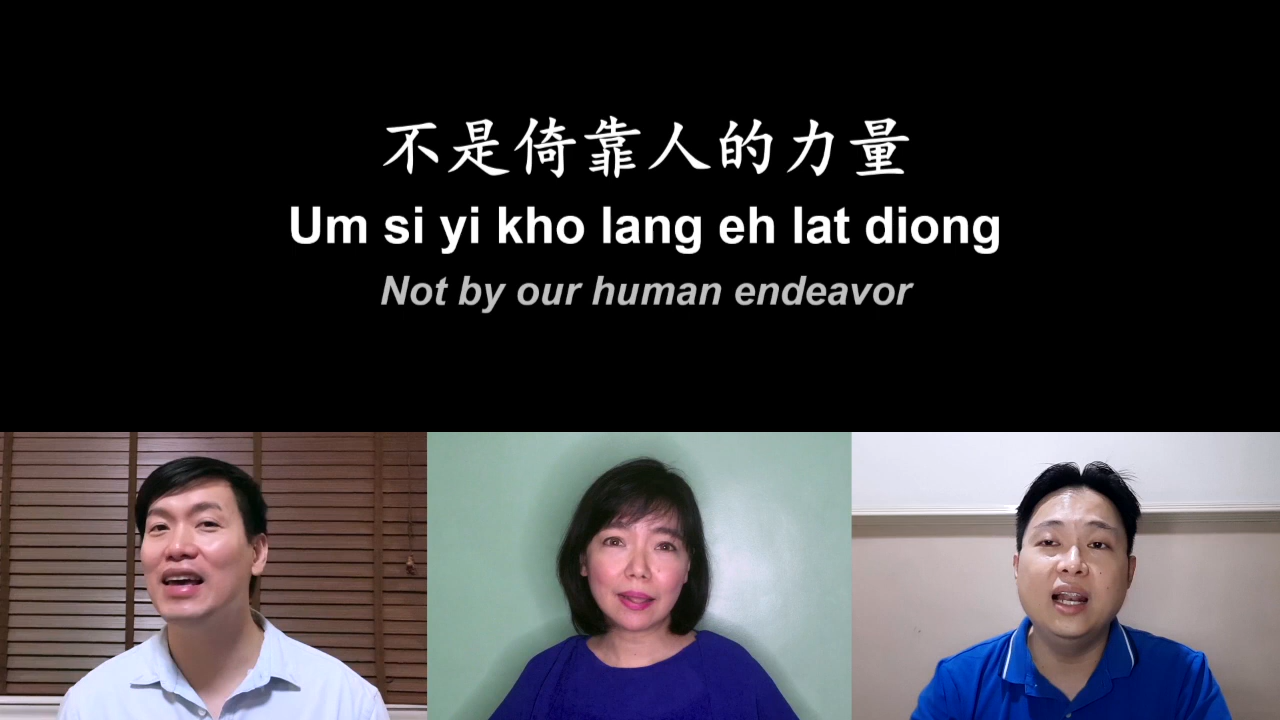 不是倚靠人的力量
Um si yi kho lang eh lat diong
Not by our human endeavor